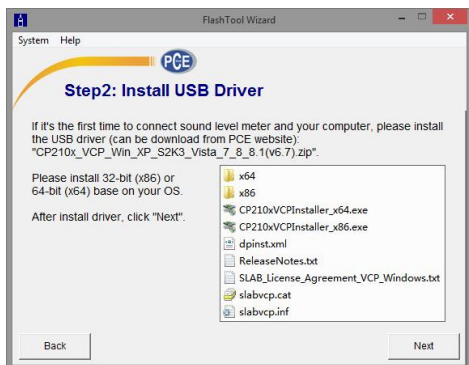 FlashTool Wizard
System Help
PCE
Step2: Install USB Driver
If it's the first time to connect sound level meter and your computer, please install
the USB driver (can be download from PCE website):
"CP210x_VCP_Win_XP_S2K3_Vista_7_8_8.1(v6.7).zip".
Please install 32-bit (x86) or
64-bit (x64) base on your OS.
After install driver, click "Next".
x64
x86
CP210xVCPInstaller_x64.exe
CP210xVCPInstaller_x86.exe
dpinst.xml
ReleaseNotes.txt
SLAB_License_Agreement_VCP_Windows.txt
slabvcp.cat
slabvcp.inf
Back
Next